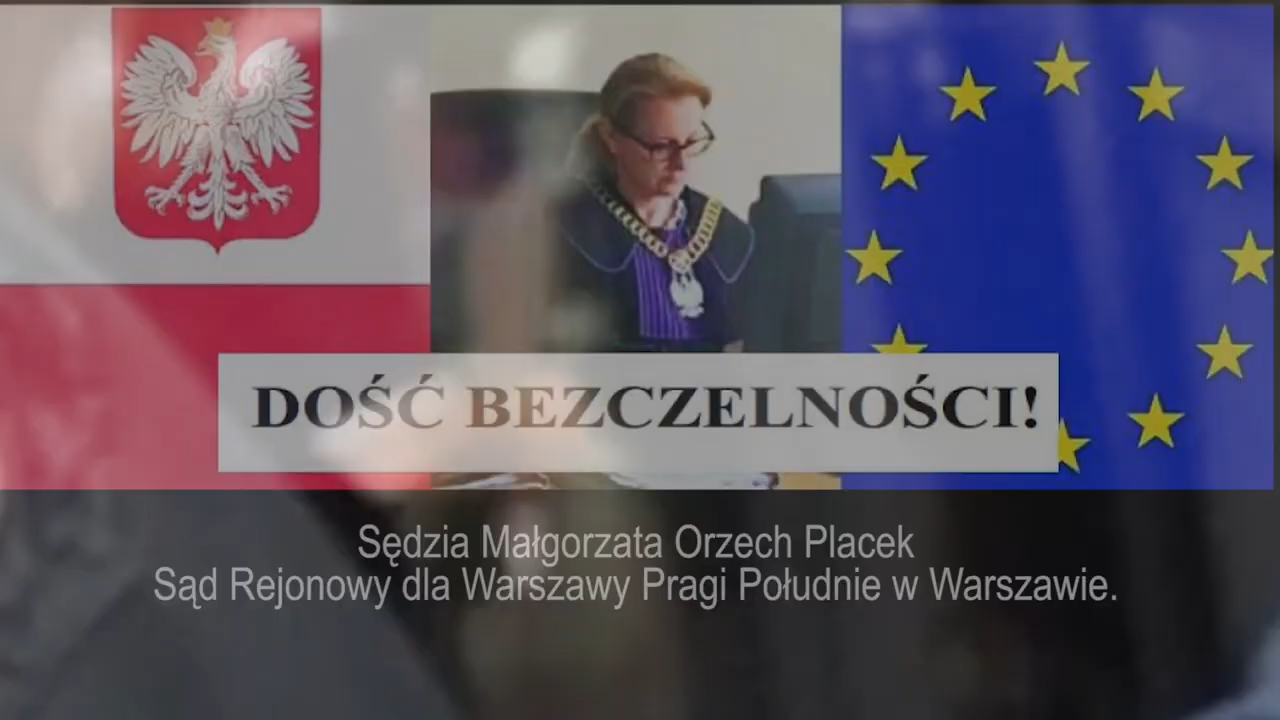 DOŚĆ BEZCZELNOŚCI!
Sędzia Małgorzata Orzech Placek
Sąd Rejonowy dla Warszawy Pragi Południe w Warszawie.